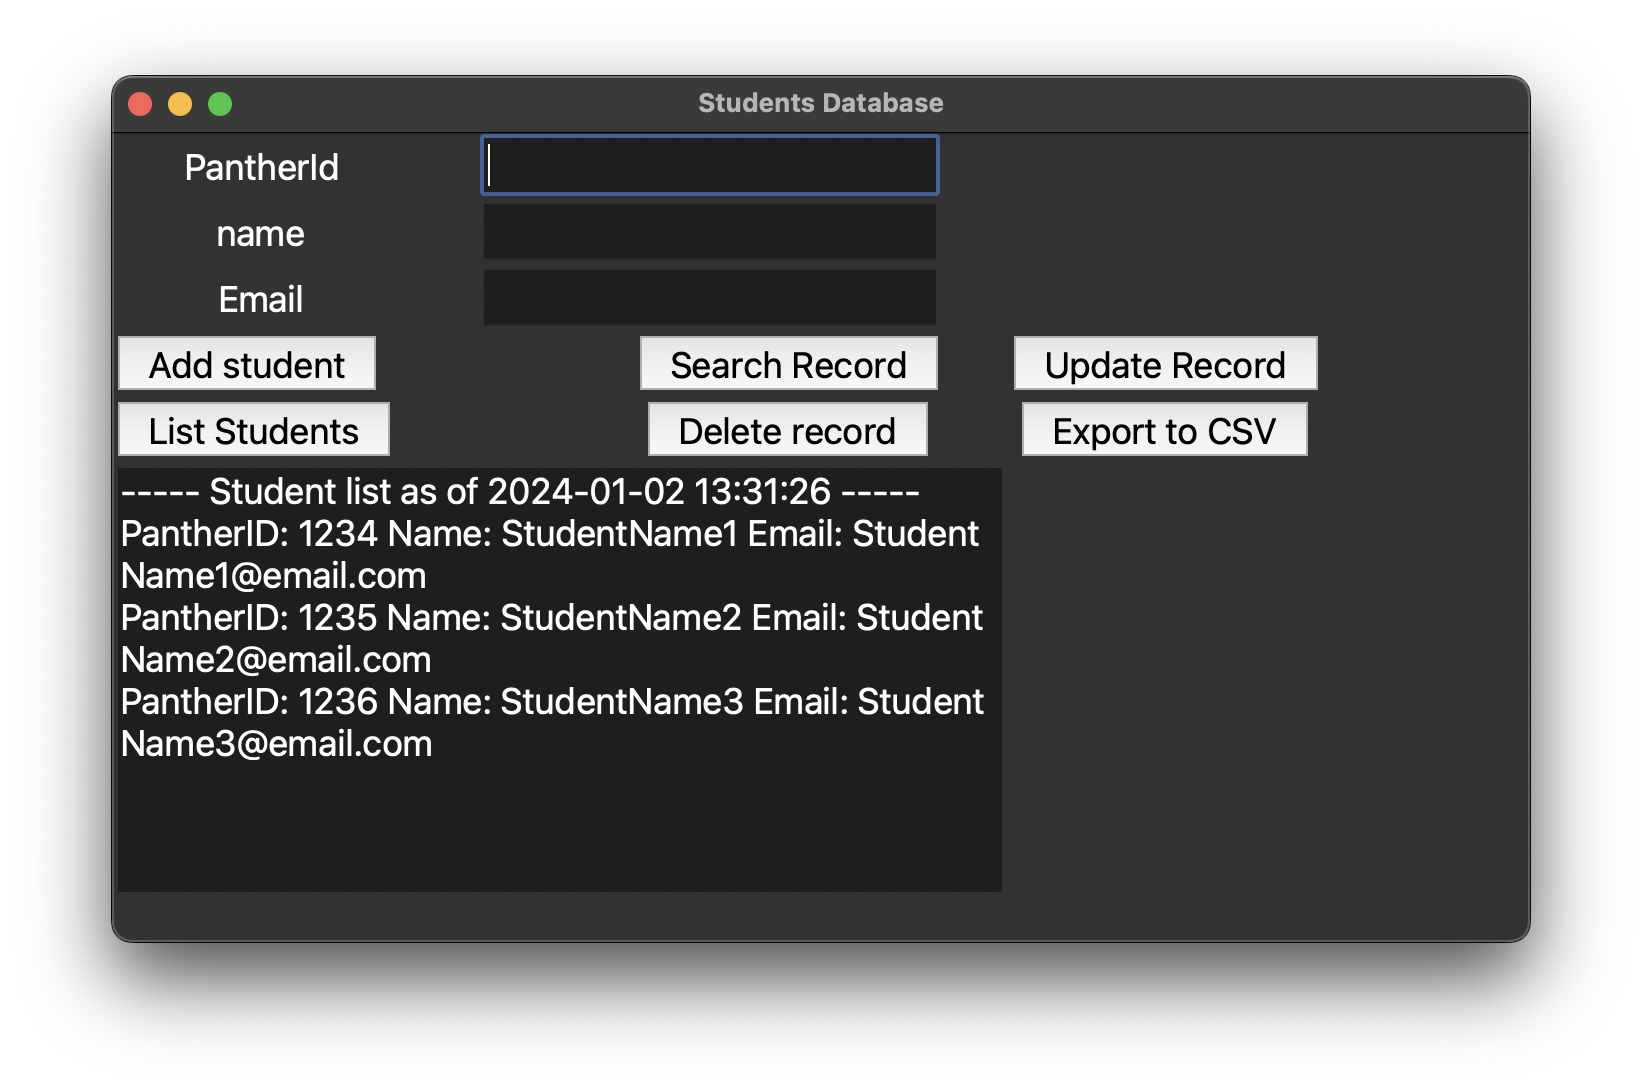 Students Database
PantherId
name
Email
Add student
Search Record
Update Record
List Students
Delete record
Export to CSV
----- Student list as of 2024-01-02 13:31:26 -----
PantherID: 1234 Name: StudentName1 Email: Student
Name1@email.com
PantherID: 1235 Name: StudentName2 Email: Student
Name2@email.com
PantherID: 1236 Name: StudentName3 Email: Student
Name3@email.com